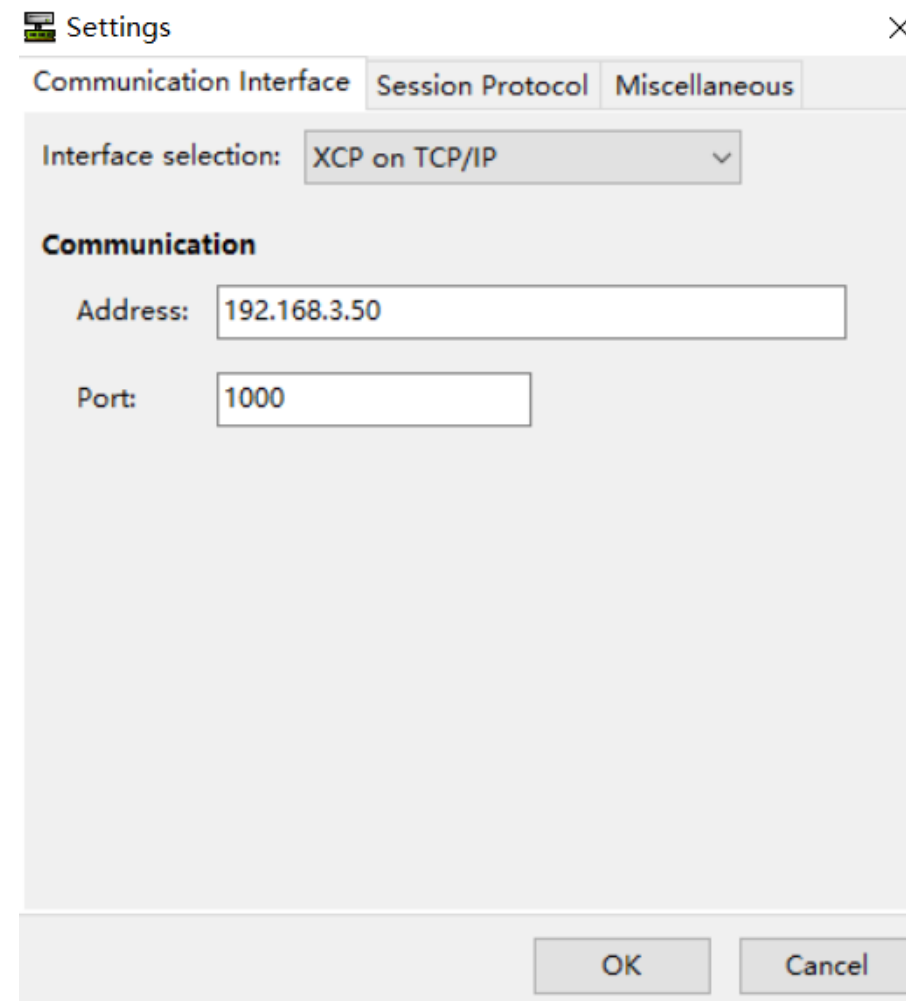 Settings
Communication Interface Session Protocol Miscellaneous
Interface selection: XCP on TCP/IP
Communication
Address: 192.168.3.50
Port: 1000
OK Cancel